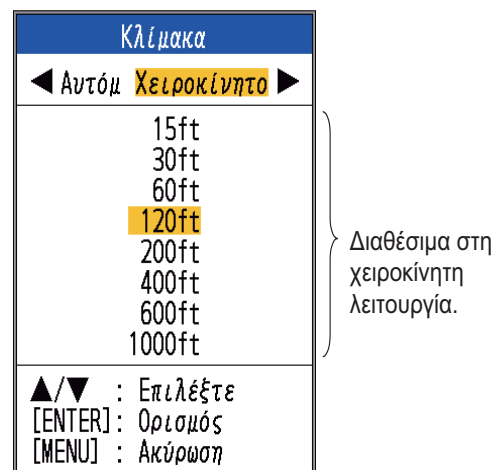 Κλίμακα
◀ Αυτόμ Χειροκίνητο ▶
15ft
30ft
60ft
120ft
200ft
400ft
600ft
1000ft
Διαθέσιμα στη
χειροκίνητη
λειτουργία.
▲/▼ : Επιλέξτε
[ENTER] : Ορισμός
[MENU] : Ακύρωση